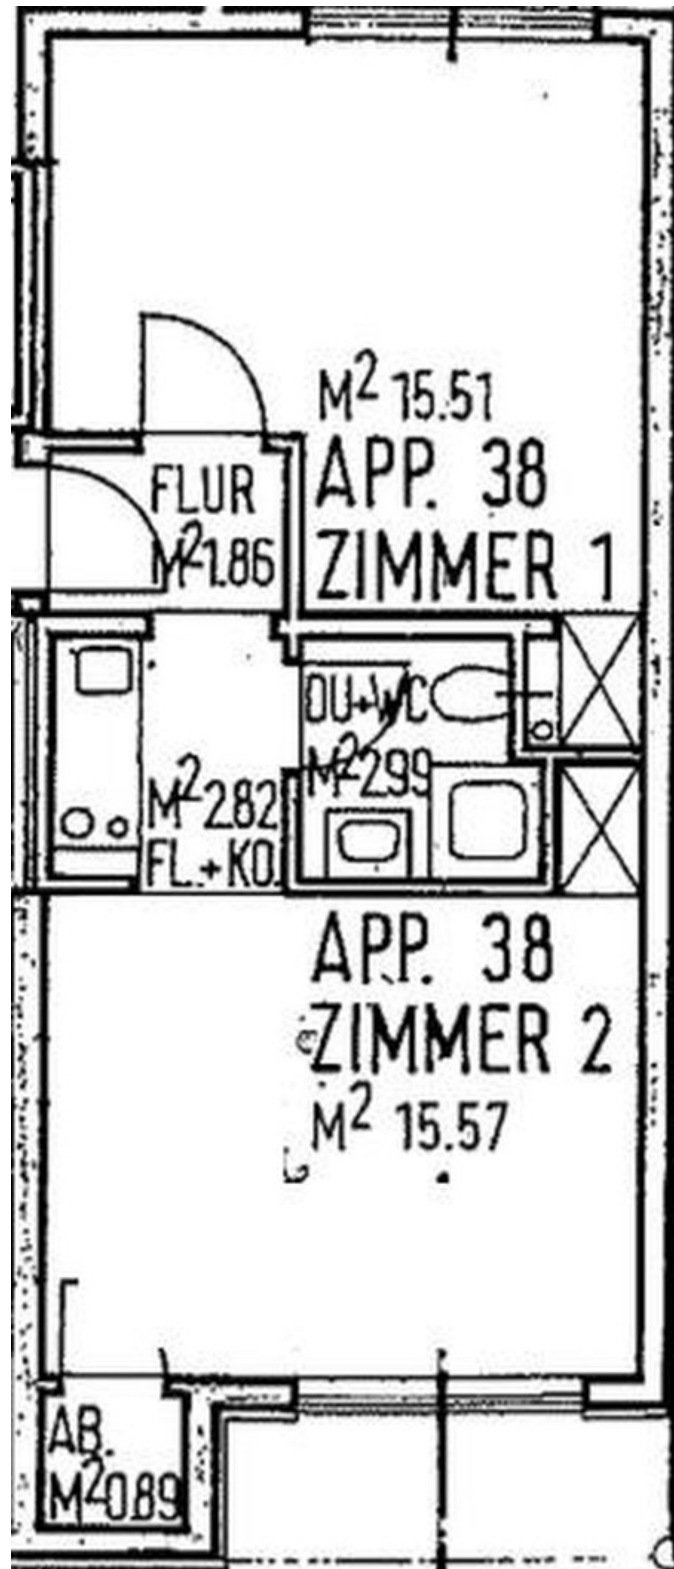 M² 15.51
APP. 38
ZIMMER 1
FLUR
M² 1.86
DU+WC
M² 2.99
M² 2.82
FL.+KO.
APP. 38
ZIMMER 2
M² 15.57
AB.
M² 0.89